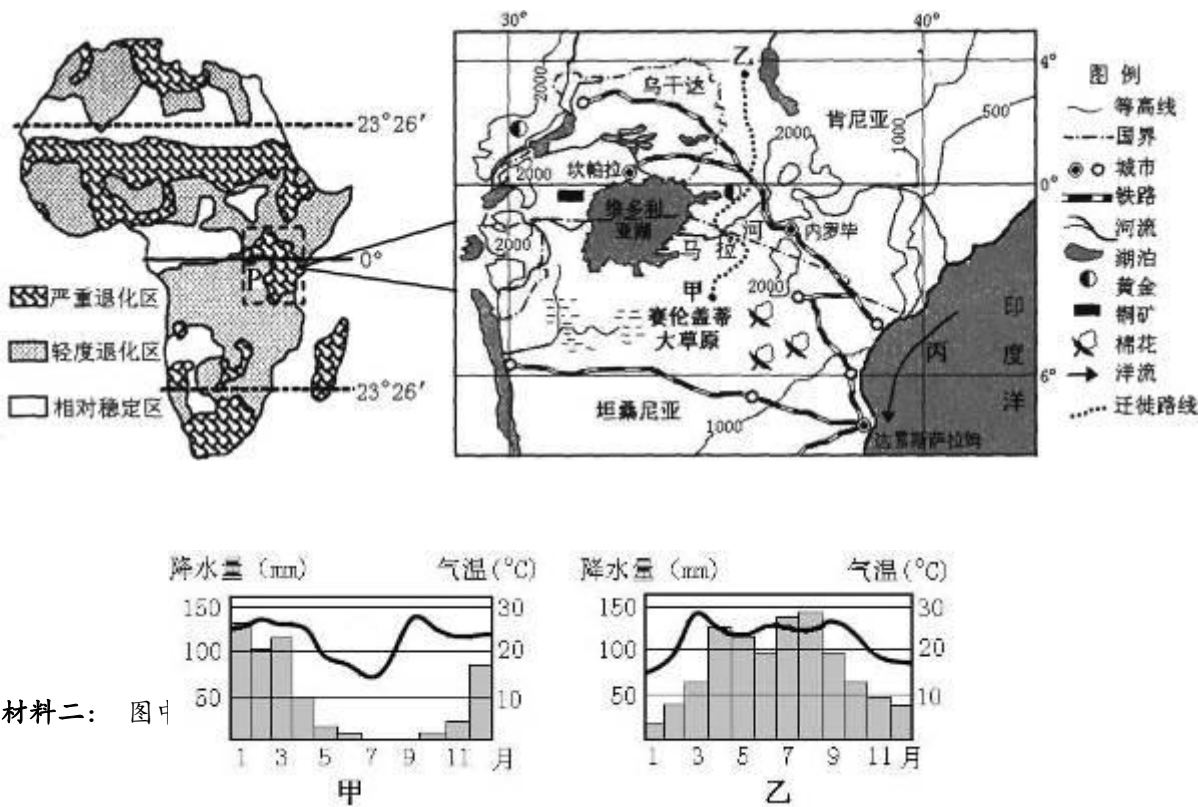 23°26′
0°
P
23°26′
严重退化区
轻度退化区
相对稳定区
30°
40°
乙
4°
乌干达
2000
肯尼亚
1000
500
2000
2000
坎帕拉
0°
维多利
亚湖
马拉河
内罗毕
2000
2000
甲
赛伦盖蒂
大草原
印
度
洋
丙
6°
坦桑尼亚
1000
达累斯萨拉姆
图例
等高线
国界
城市
铁路
河流
湖泊
黄金
铜矿
棉花
洋流
迁徙路线
降水量（mm） 气温(°C)
150 30
100 20
50 10
1 3 5 7 9 11 月
甲
降水量（mm） 气温(°C)
150 30
100 20
50 10
1 3 5 7 9 11 月
乙
材料二： 图